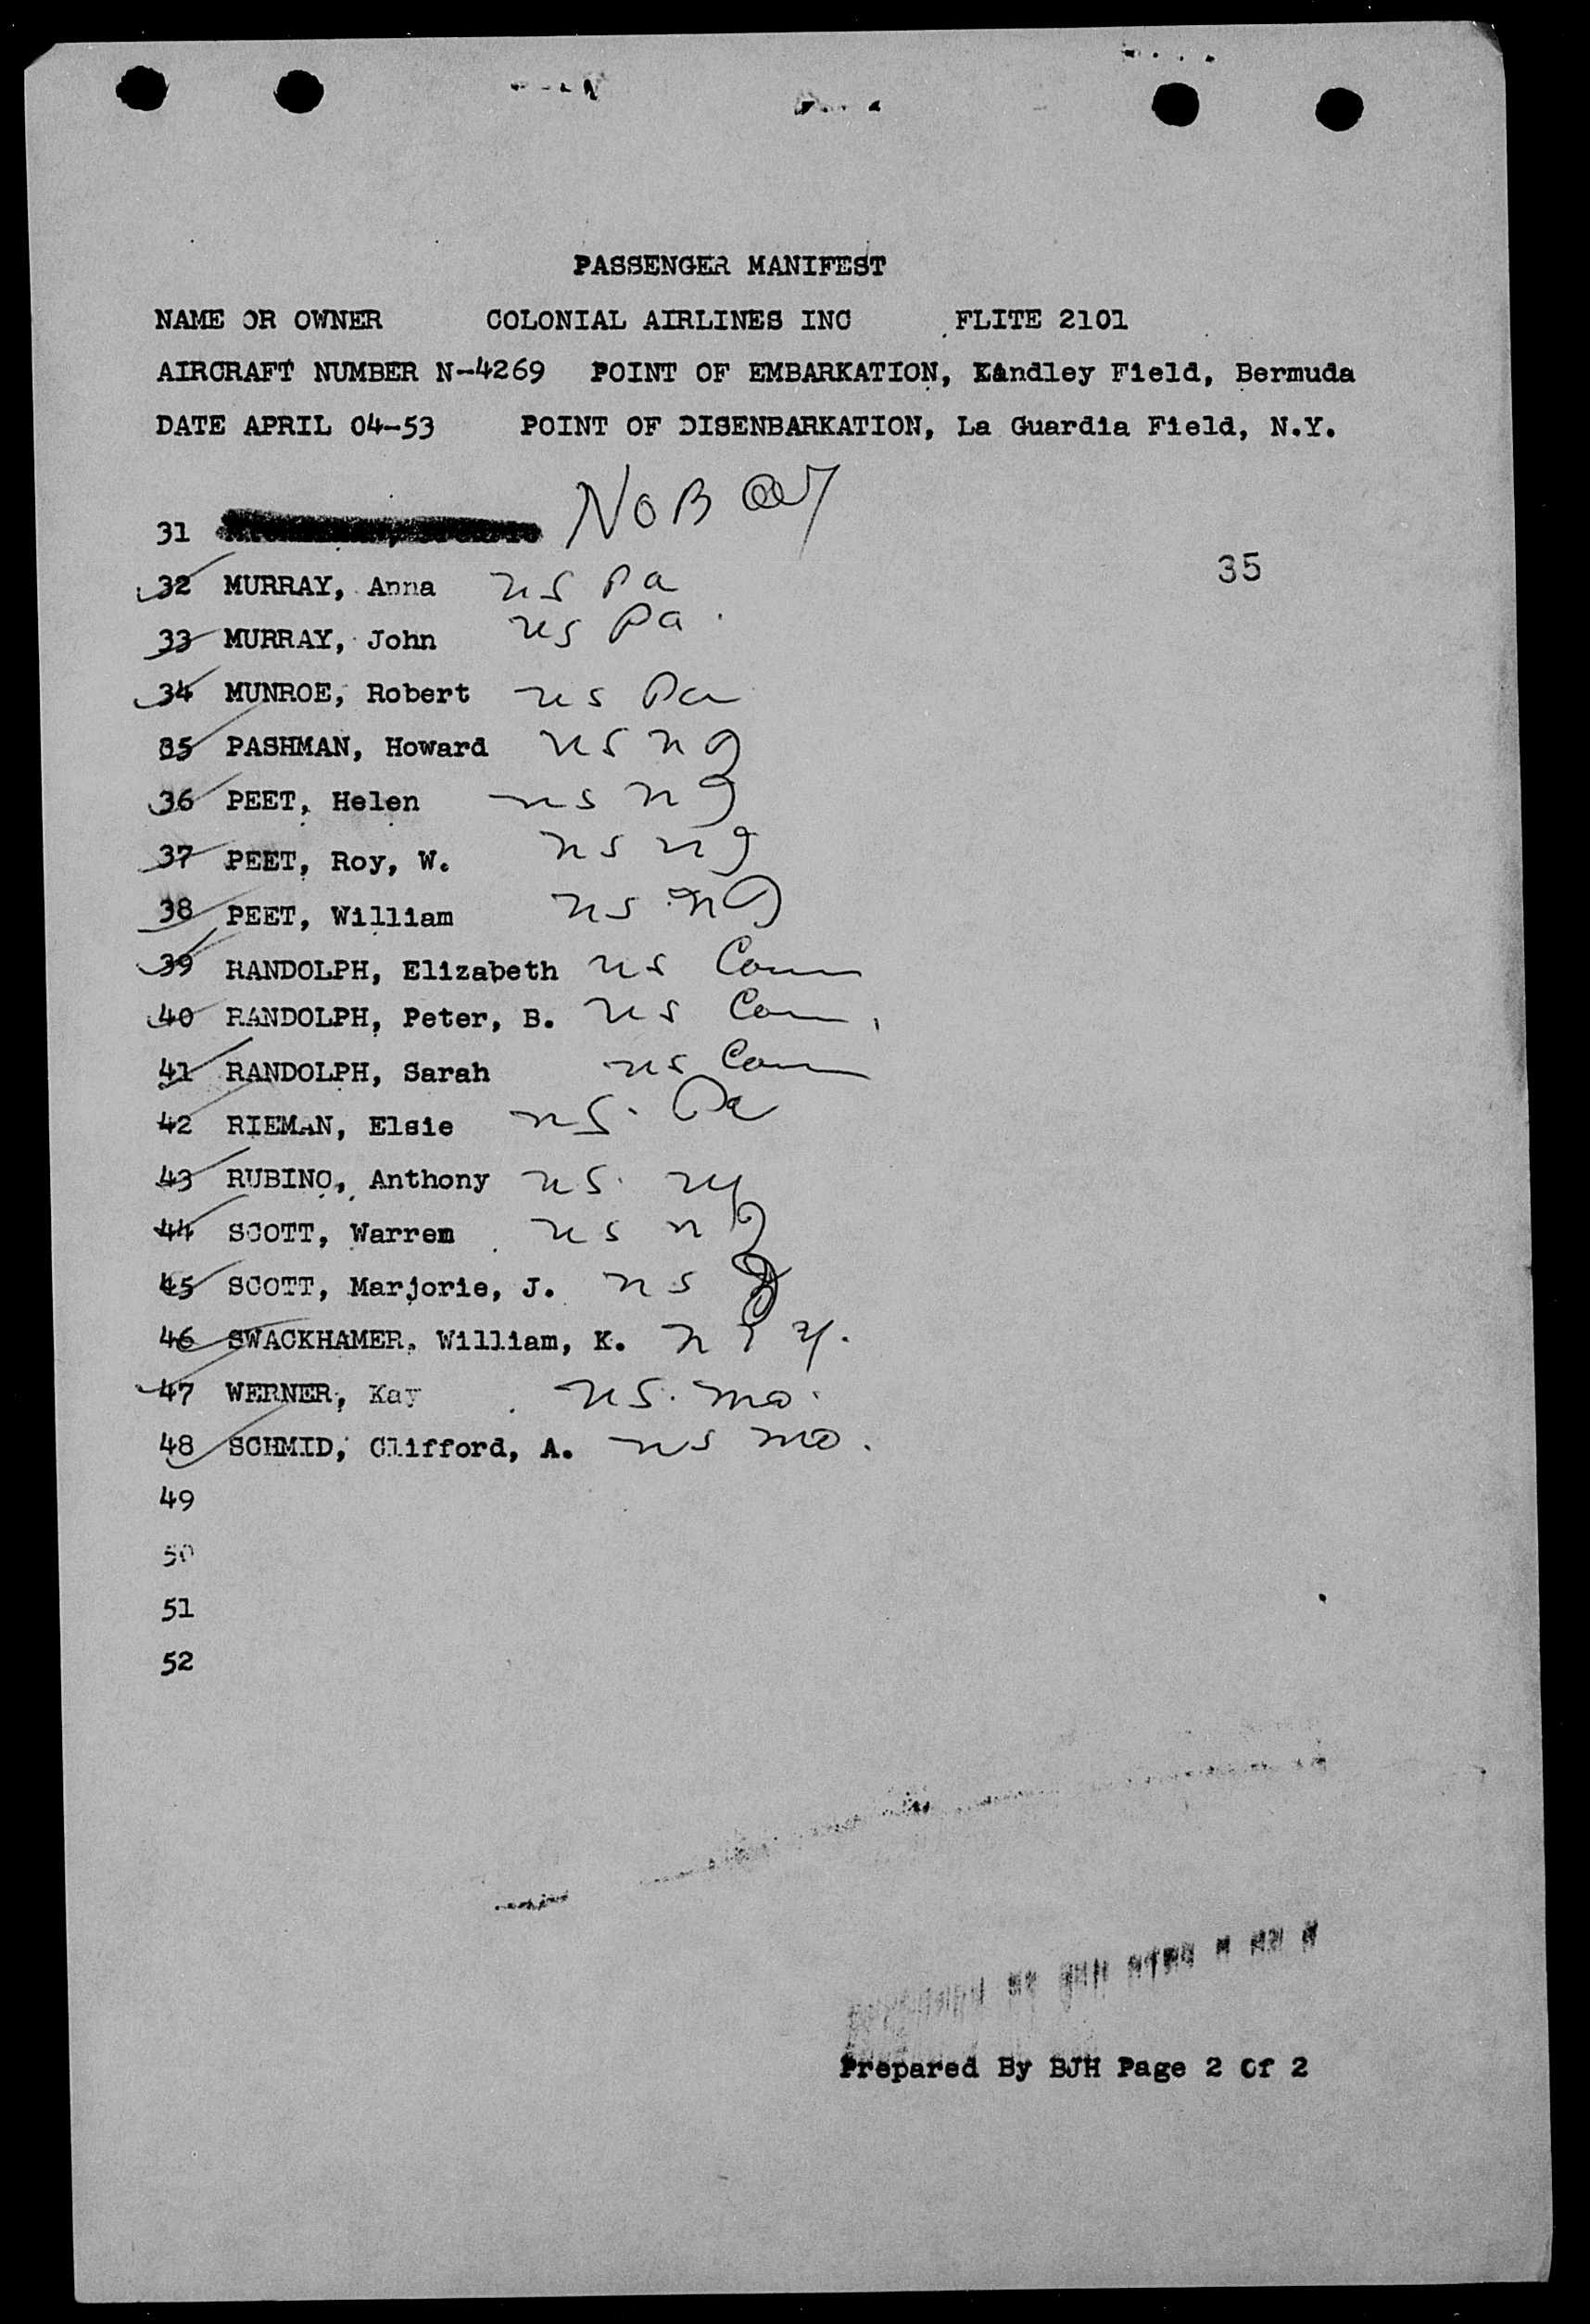 PASSENGER MANIFEST
NAME OR OWNER COLONIAL AIRLINES INC FLITE 2101
AIRCRAFT NUMBER N-4269 POINT OF EMBARKATION, Kindley Field, Bermuda
DATE APRIL 04-53 POINT OF DISENBARKATION, La Guardia Field, N.Y.
31 NO B
35
32 MURRAY, Anna US Pa
33 MURRAY, John US Pa.
34 MUNROE, Robert US Pa
35 PASHMAN, Howard US NJ
36 PEET, Helen US NJ
37 PEET, Roy, W. US NJ
38 PEET, William US NJ
39 RANDOLPH, Elizabeth US Conn
40 RANDOLPH, Peter, B. US Conn
41 RANDOLPH, Sarah US Conn
42 RIEMAN, Elsie US. Pa
43 RUBINO, Anthony US. NY
44 SCOTT, Warren US NJ
45 SCOTT, Marjorie, J. US
46 SWACKHAMER, William, K.
47 WERNER, Kay US. Mo.
48 SCHMID, Clifford, A. US Mo.
49
50
51
52
Prepared By BJH Page 2 Of 2